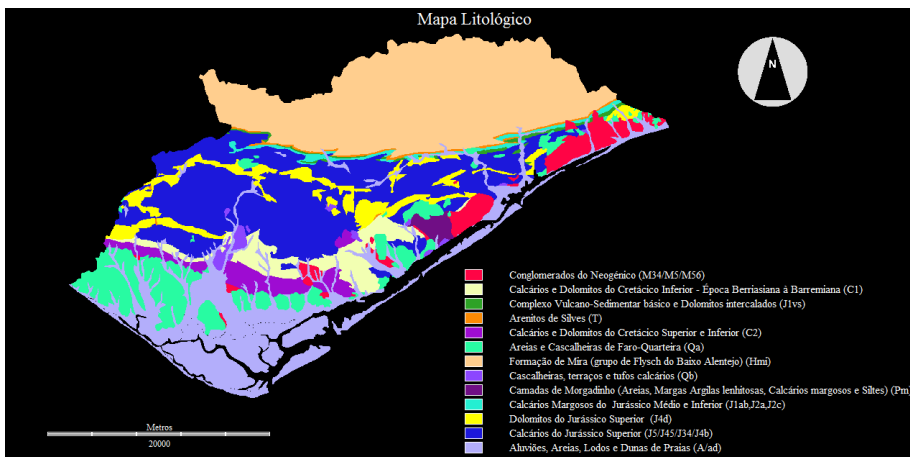 Mapa Litológico
N
Conglomerados do Neogénico (M34/M5/M56)
Calcários e Dolomitos do Cretácico Inferior - Época Berriasiana à Barremiana (C1)
Complexo Vulcano-Sedimentar básico e Dolomitos intercalados (J1vs)
Arenitos de Silves (T)
Calcários e Dolomitos do Cretácico Superior e Inferior (C2)
Areias e Cascalheiras de Faro-Quarteira (Qa)
Formação de Mira (grupo de Flysch do Baixo Alentejo) (Hmi)
Cascalheiras, terraços e tufos calcários (Qb)
Camadas de Morgadinho (Areias, Margas Argilas lenhitosas, Calcários margosos e Siltes) (Pm)
Calcários Margosos do Jurássico Médio e Inferior (J1ab,J2a,J2c)
Dolomitos do Jurássico Superior (J4d)
Calcários do Jurássico Superior (J5/J45/J34/J4b)
Aluviões, Areias, Lodos e Dunas de Praias (A/ad)
Metros
20000